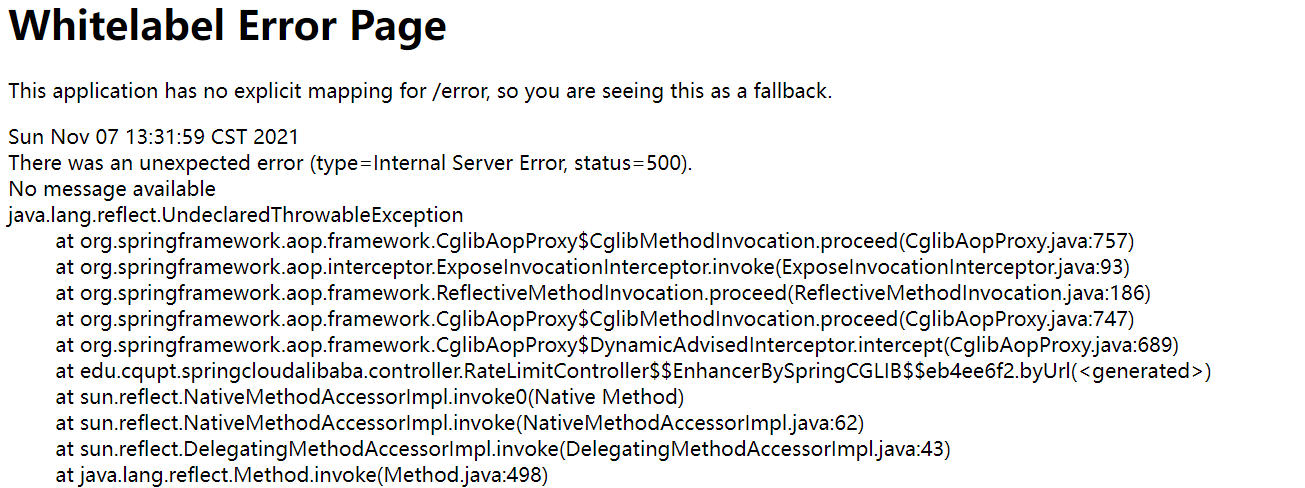 Whitelabel Error Page
This application has no explicit mapping for /error, so you are seeing this as a fallback.
Sun Nov 07 13:31:59 CST 2021
There was an unexpected error (type=Internal Server Error, status=500).
No message available
java.lang.reflect.UndeclaredThrowableException
at org.springframework.aop.framework.CglibAopProxy$CglibMethodInvocation.proceed(CglibAopProxy.java:757)
at org.springframework.aop.interceptor.ExposeInvocationInterceptor.invoke(ExposeInvocationInterceptor.java:93)
at org.springframework.aop.framework.ReflectiveMethodInvocation.proceed(ReflectiveMethodInvocation.java:186)
at org.springframework.aop.framework.CglibAopProxy$CglibMethodInvocation.proceed(CglibAopProxy.java:747)
at org.springframework.aop.framework.CglibAopProxy$DynamicAdvisedInterceptor.intercept(CglibAopProxy.java:689)
at edu.cqupt.springcloudalibaba.controller.RateLimitController$$EnhancerBySpringCGLIB$$eb4ee6f2.byUrl(<generated>)
at sun.reflect.NativeMethodAccessorImpl.invoke0(Native Method)
at sun.reflect.NativeMethodAccessorImpl.invoke(NativeMethodAccessorImpl.java:62)
at sun.reflect.DelegatingMethodAccessorImpl.invoke(DelegatingMethodAccessorImpl.java:43)
at java.lang.reflect.Method.invoke(Method.java:498)